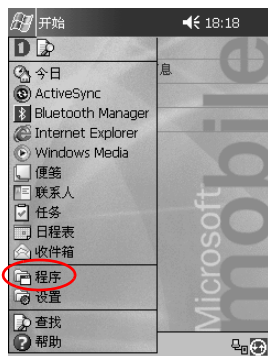 开始 18:18
D
今日
息
ActiveSync
Bluetooth Manager
Internet Explorer
Windows Media
便笺
联系人
任务
日程表
收件箱
程序
设置
查找
帮助
Microsoft
mobile